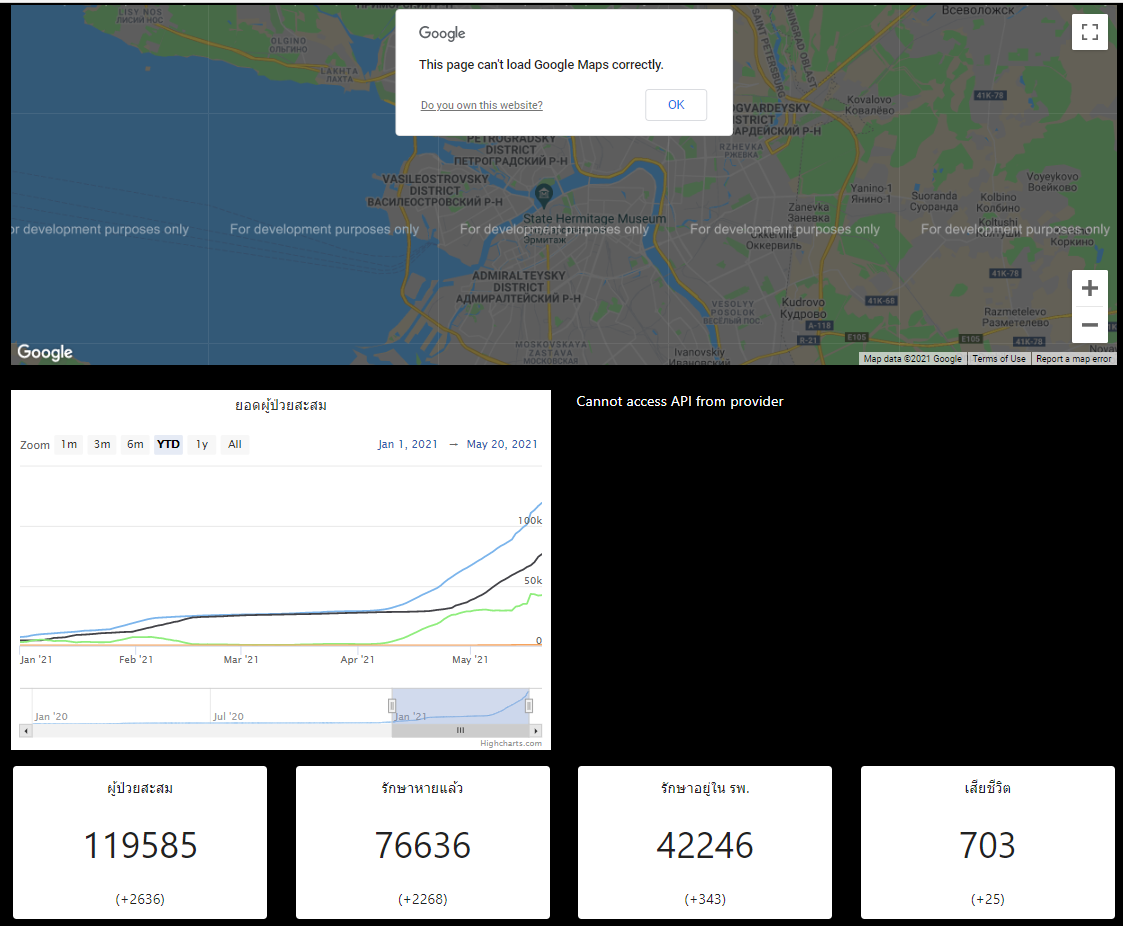 LISY NOS
ЛИСИЙ НОС
Всеволожск
SAINT PETERSBURG
LENINGRAD OBLAST
OLGINO
ОЛЬГИНО
LAKHTA
ЛАХТА
Google
This page can't load Google Maps correctly.
Do you own this website?
OK
41K-78
Kovalovo
Ковалёво
OGVARDEYSKY
ISTRICT
АРДЕЙСКИЙ Р-Н
PETROGRADSKY
DISTRICT
ПЕТРОГРАДСКИЙ Р-Н
RZHEVKA
РЖЕВКА
VASILEOSTROVSKY
DISTRICT
ВАСИЛЕОСТРОВСКИЙ Р-Н
Voyeykovo
Воейково
Yanino-1
Янино-1
Suoranda
Суоранда
Kolbino
Колбино
Zanevka
Заневка
Koltushi
Колтуши
State Hermitage Museum
Эрмитаж
or development purposes only
For development purposes only
For development purposes only
For development purposes only
For development purposes only
Okkervil
Оккервиль
Коркино
ADMIRALTEYSKY
DISTRICT
АДМИРАЛТЕЙСКИЙ Р-Н
41K-78
VESOLYY
POSOLOK
ВЕСЁЛЫЙ ПОС
Kudrovo
Кудрово
41K-68
Razmetelevo
Разметелево
A-118
R-21
E105
E105
41K-78
MOSKOVSKAYA
ZASTAVA
МОСКОВСКАЯ
Ivanovskiy
Ивановский
Novay
Google
Map data ©2021 Google
Terms of Use
Report a map error
ยอดผู้ป่วยสะสม
Zoom 1m 3m 6m YTD 1y All Jan 1, 2021 → May 20, 2021
100k
50k
0
Jan '21 Feb '21 Mar '21 Apr '21 May '21
Jan '20 Jul '20 Jan '21
Highcharts.com
Cannot access API from provider
ผู้ป่วยสะสม
119585
(+2636)
รักษาหายแล้ว
76636
(+2268)
รักษาอยู่ใน รพ.
42246
(+343)
เสียชีวิต
703
(+25)